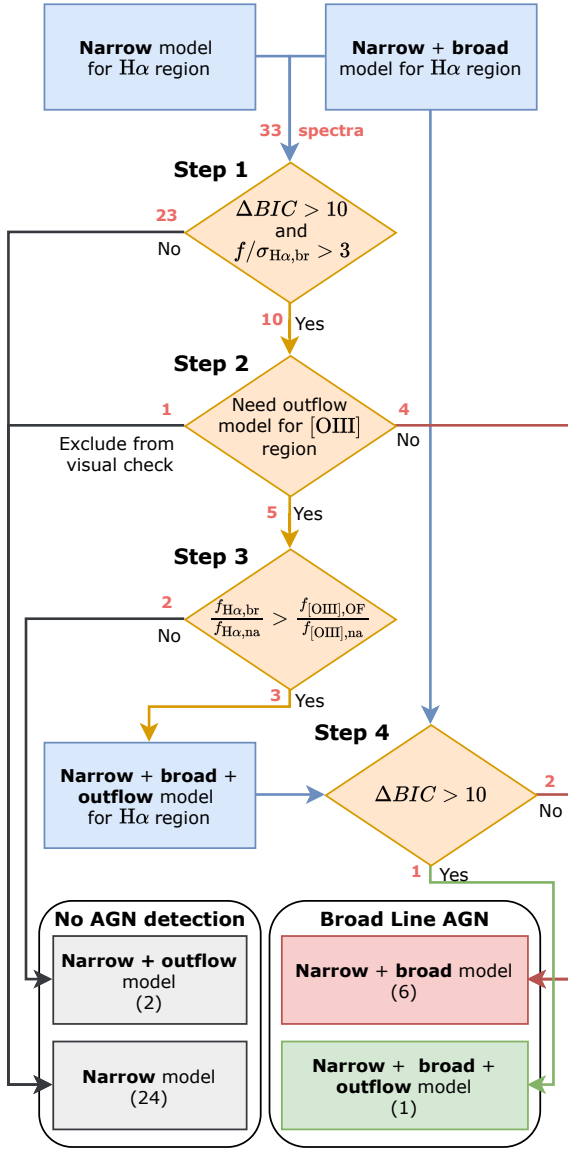 Narrow model
for Hα region
Narrow + broad
model for Hα region
33 spectra
Step 1
23
No
ΔBIC > 10
and
f/σHα,br > 3
10 Yes
Step 2
1
Exclude from
visual check
Need outflow
model for [OIII]
region
4
No
5 Yes
Step 3
2
No
fHα,br / fHα,na > f[OIII],OF / f[OIII],na
3 Yes
Step 4
Narrow + broad +
outflow model
for Hα region
ΔBIC > 10
2
No
1 Yes
No AGN detection
Narrow + outflow
model
(2)
Narrow model
(24)
Broad Line AGN
Narrow + broad model
(6)
Narrow + broad +
outflow model
(1)